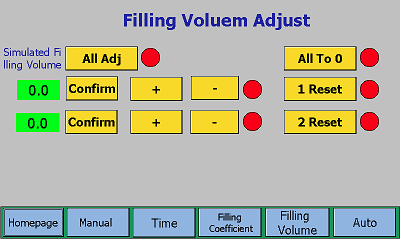 Filling Voluem Adjust
Simulated Fi
lling Volume
All Adj
All To 0
0.0
Confirm
+
-
1 Reset
0.0
Confirm
+
-
2 Reset
Homepage
Manual
Time
Filling
Coefficient
Filling
Volume
Auto